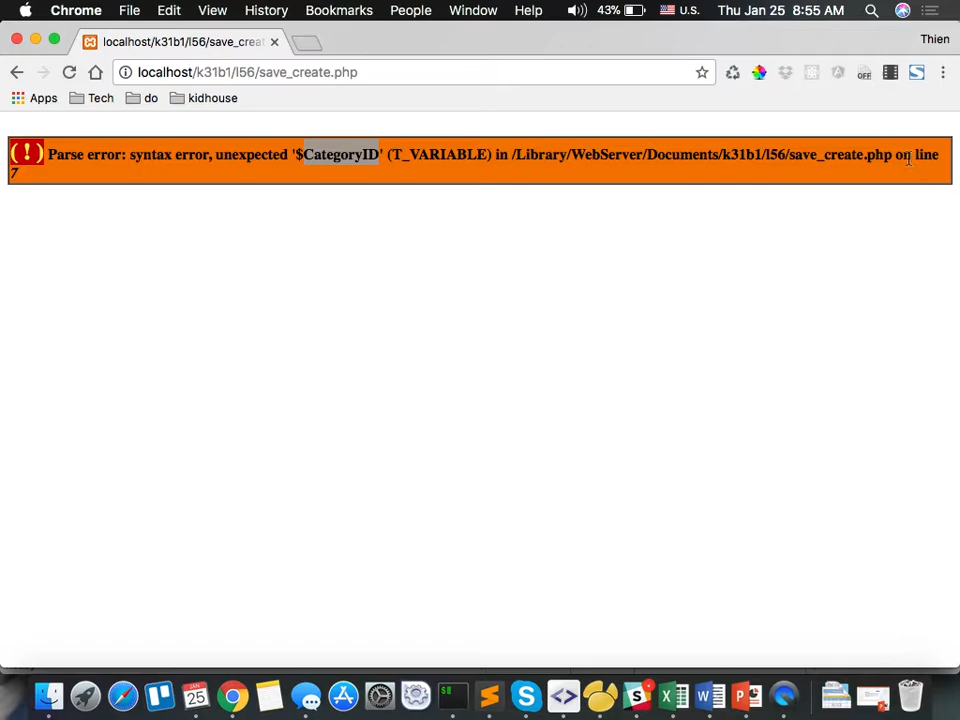 Chrome File Edit View History Bookmarks People Window Help 43% U.S. Thu Jan 25 8:55 AM
localhost/k31b1/l56/save_creat Thien
localhost/k31b1/l56/save_create.php OFF
Apps Tech do kidhouse
( ! ) Parse error: syntax error, unexpected '$CategoryID' (T_VARIABLE) in /Library/WebServer/Documents/k31b1/l56/save_create.php on line
7
25